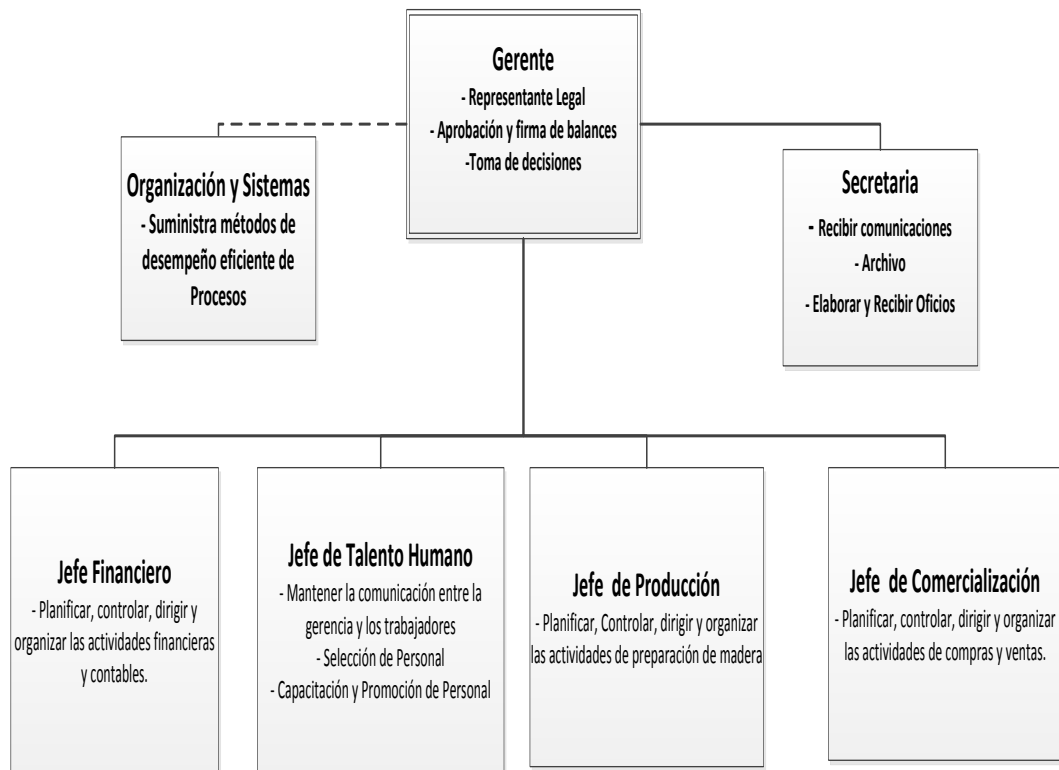 Gerente
- Representante Legal
- Aprobación y firma de balances
-Toma de decisiones
Organización y Sistemas
- Suministra métodos de
desempeño eficiente de
Procesos
Secretaria
- Recibir comunicaciones
- Archivo
- Elaborar y Recibir Oficios
Jefe Financiero
- Planificar, controlar, dirigir y
organizar las actividades financieras
y contables.
Jefe de Talento Humano
- Mantener la comunicación entre la
gerencia y los trabajadores
- Selección de Personal
- Capacitación y Promoción de Personal
Jefe de Producción
- Planificar, Controlar, dirigir y organizar
las actividades de preparación de madera
Jefe de Comercialización
- Planificar, controlar, dirigir y organizar
las actividades de compras y ventas.